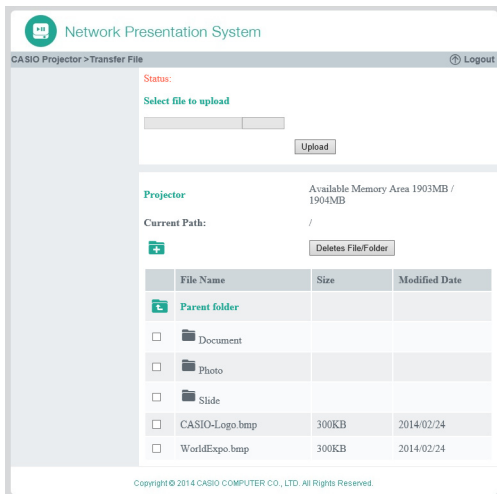 Network Presentation System
CASIO Projector >Transfer File Logout
Status:
Select file to upload
Upload
Projector Available Memory Area 1903MB /
1904MB
Current Path: /
Deletes File/Folder
File Name Size Modified Date
Parent folder
Document
Photo
Slide
CASIO-Logo.bmp 300KB 2014/02/24
WorldExpo.bmp 300KB 2014/02/24
Copyright © 2014 CASIO COMPUTER CO., LTD. All Rights Reserved.